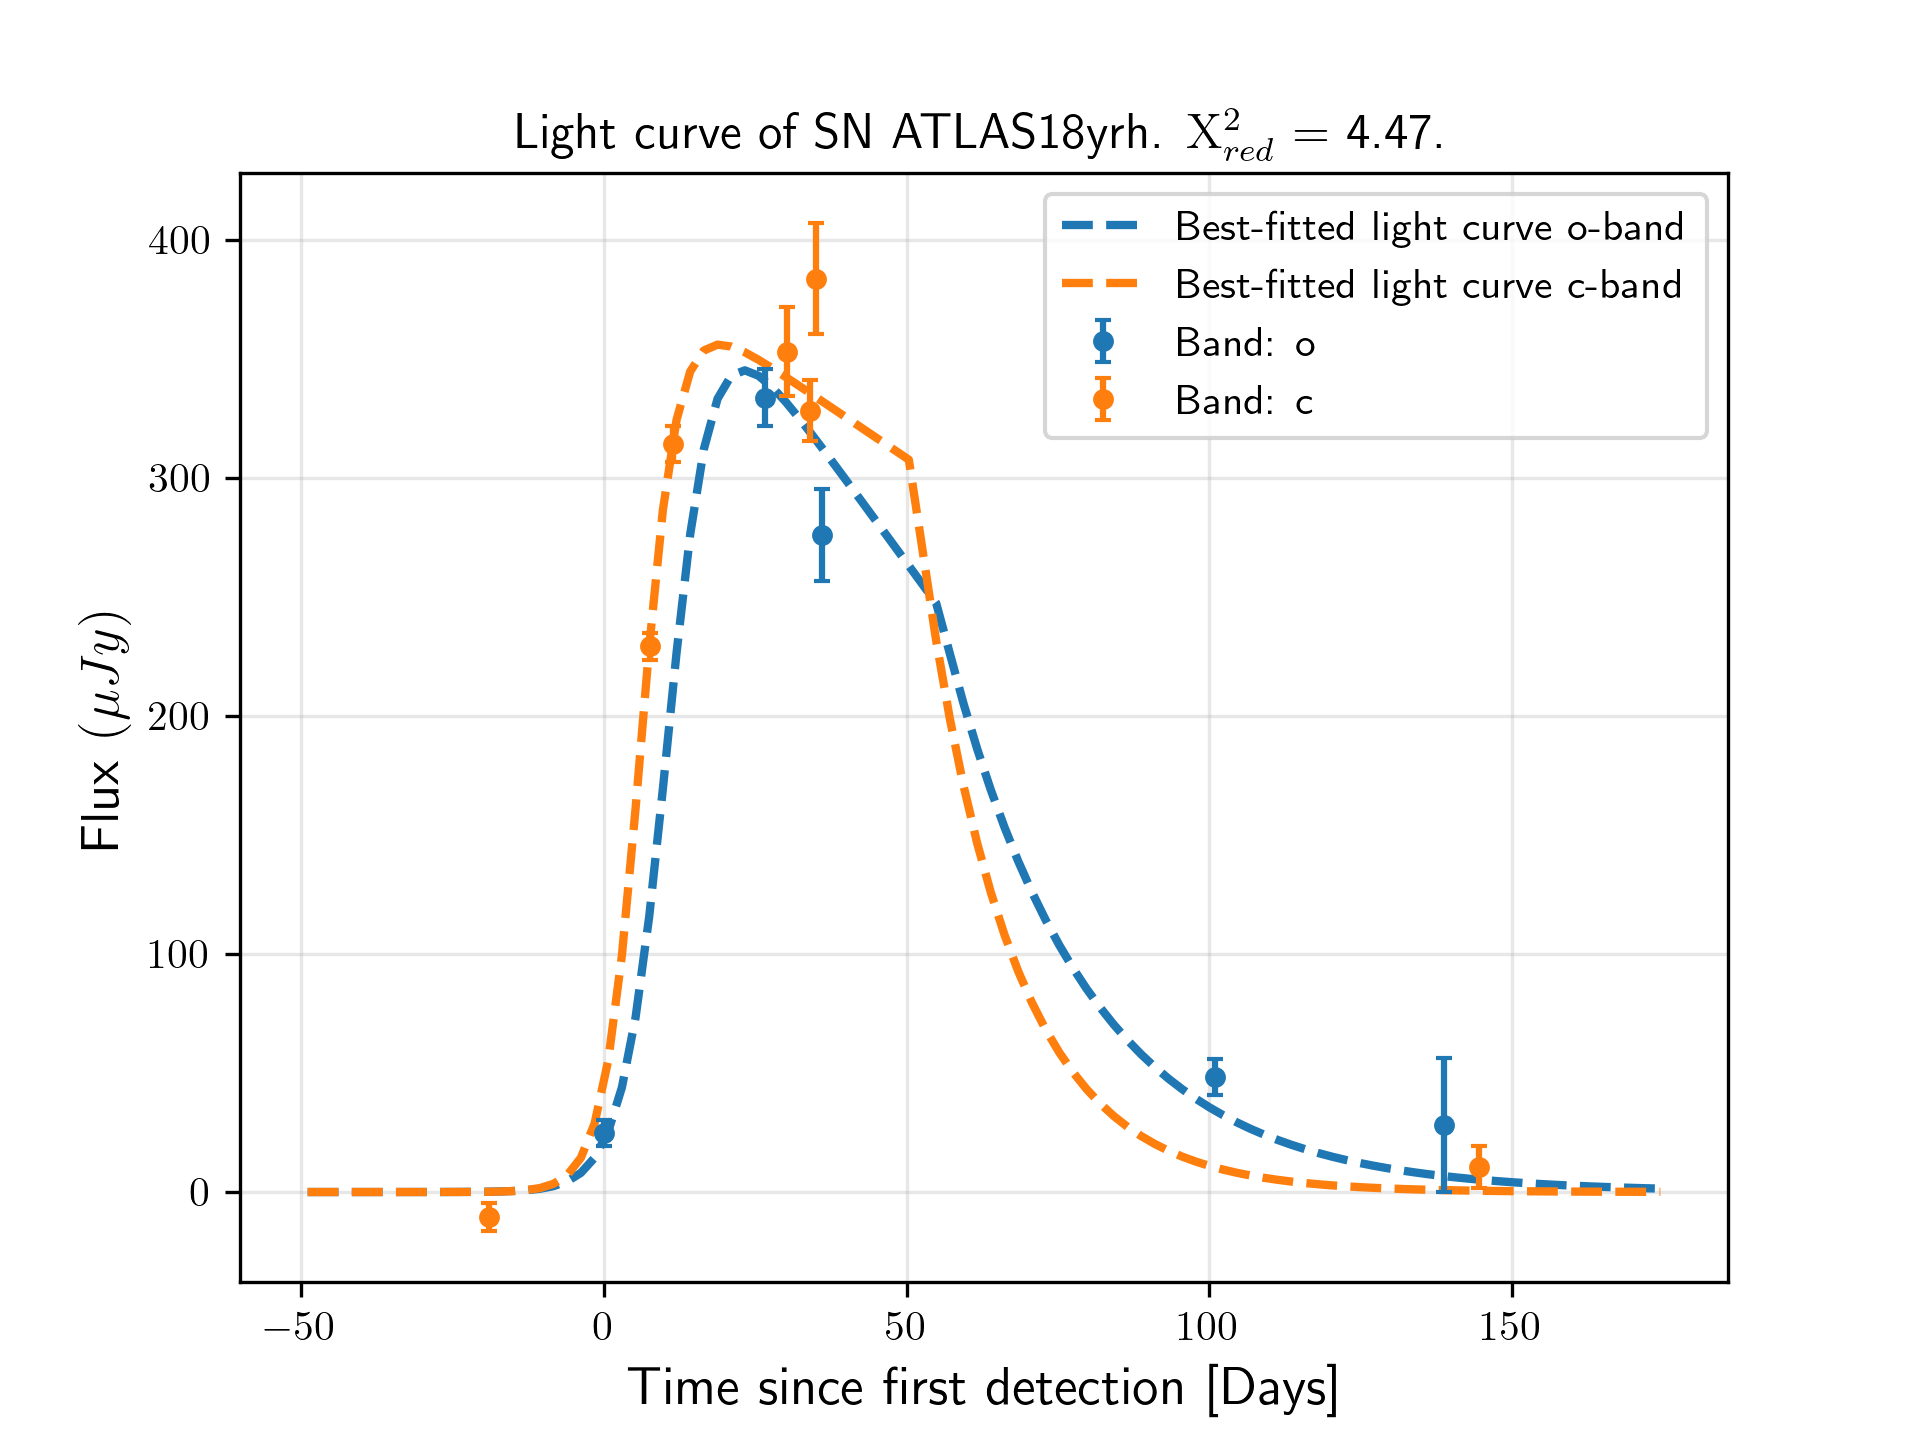 Light curve of SN ATLAS18yrh. X²_red = 4.47.
Best-fitted light curve o-band
Best-fitted light curve c-band
Band: o
Band: c
Flux (μJy)
400
300
200
100
0
−50 0 50 100 150
Time since first detection [Days]